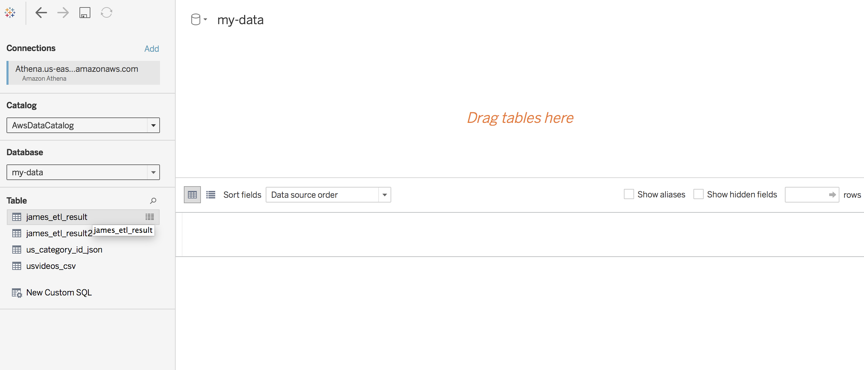 my-data
Connections
Add
Athena.us-eas...amazonaws.com
Amazon Athena
Catalog
AwsDataCatalog
Drag tables here
Database
my-data
Sort fields
Data source order
Show aliases
Show hidden fields
rows
Table
james_etl_result
james_etl_result2
james_etl_result
us_category_id_json
usvideos_csv
New Custom SQL